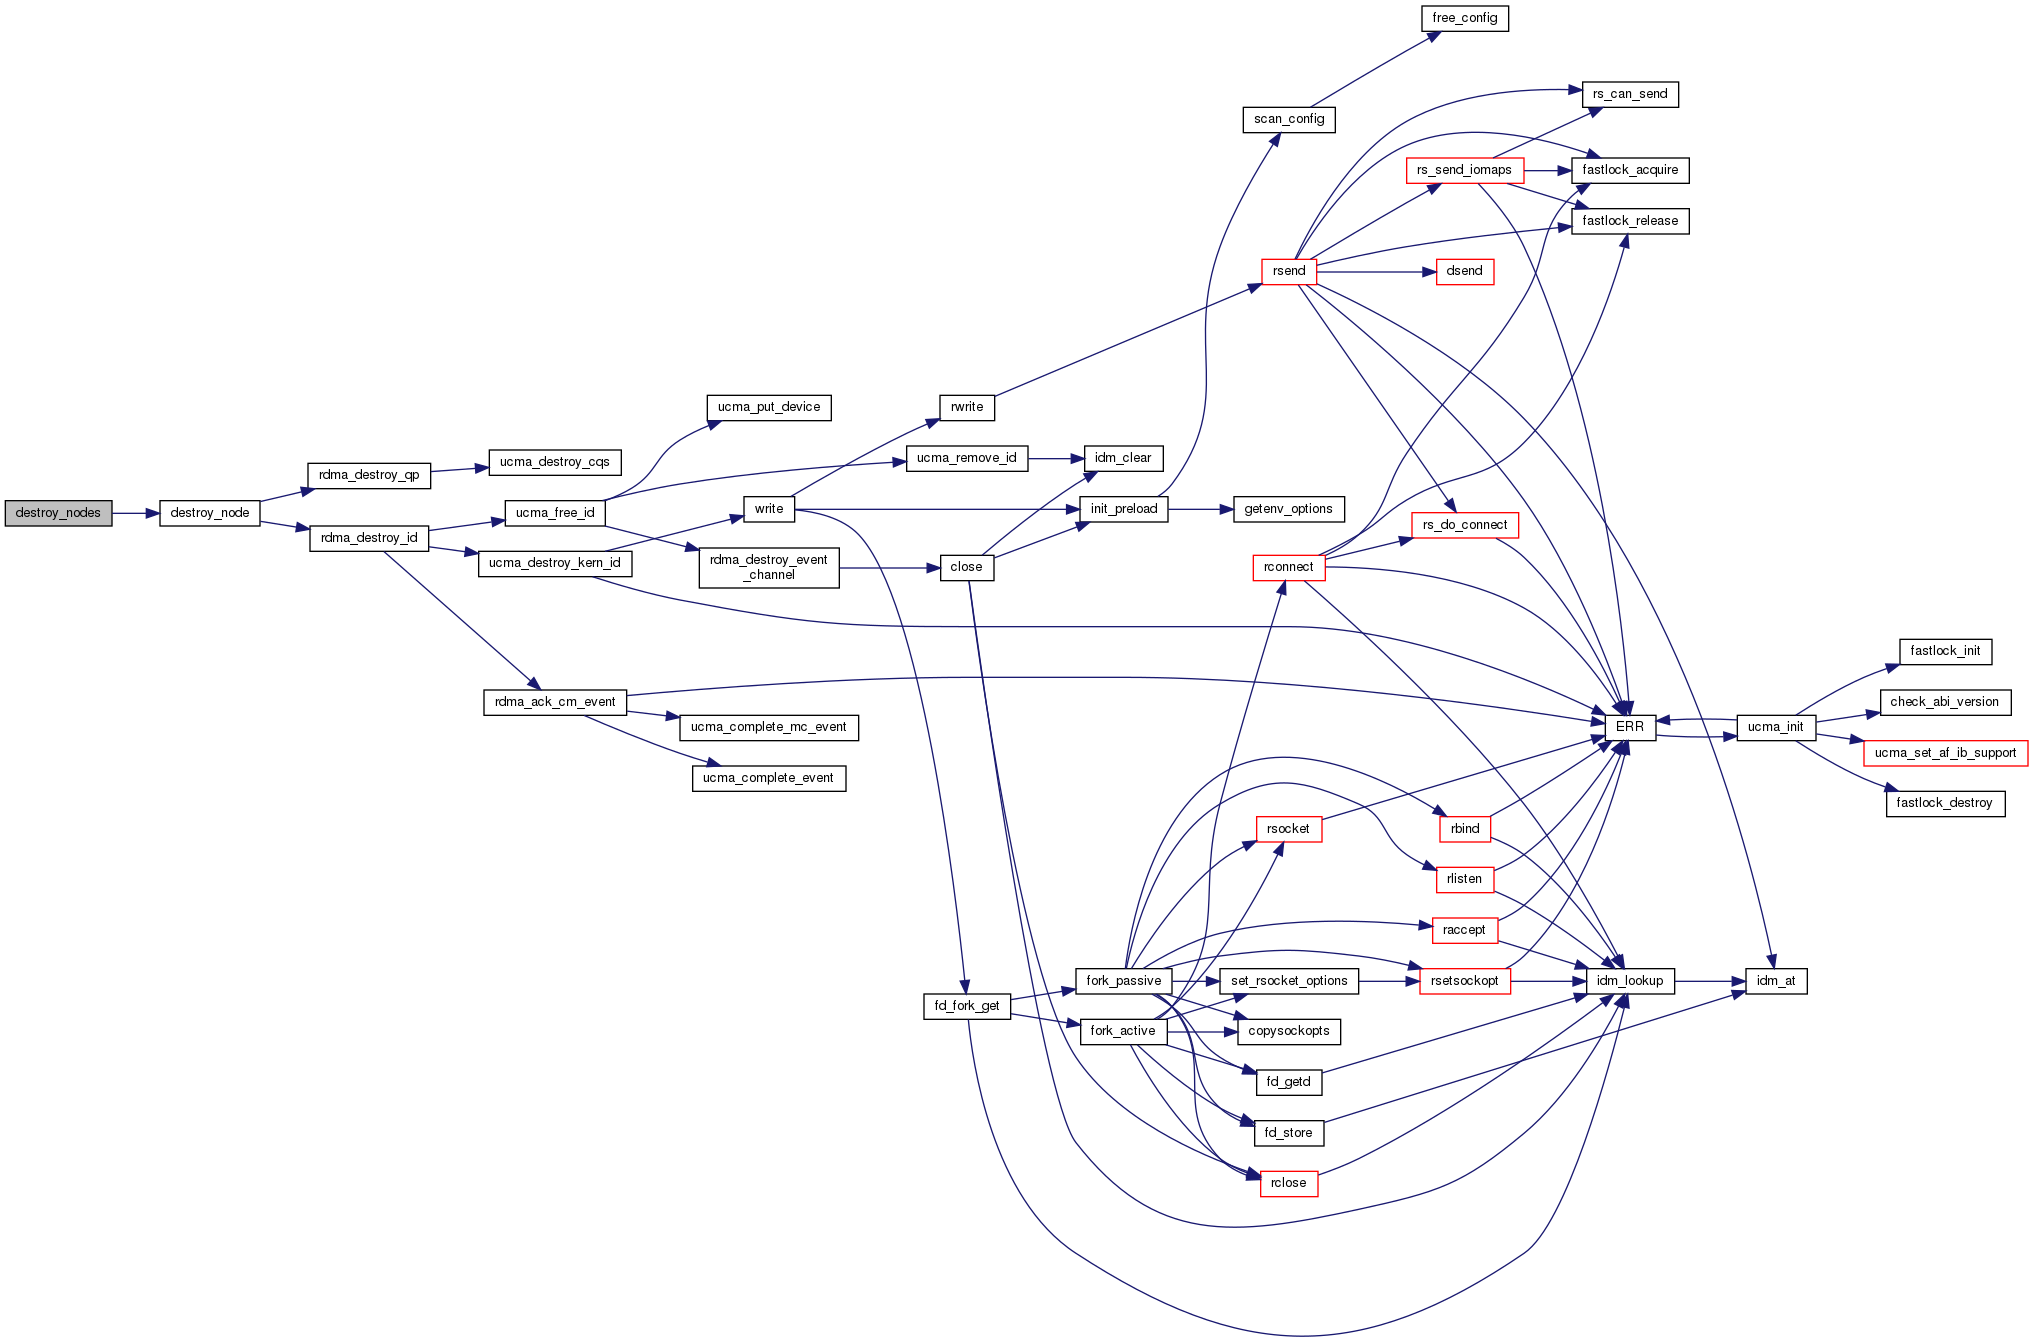 free_config
rs_can_send
scan_config
rs_send_iomaps
fastlock_acquire
fastlock_release
rsend
dsend
ucma_put_device
rwrite
ucma_destroy_cqs
rdma_destroy_qp
ucma_remove_id
idm_clear
destroy_nodes
destroy_node
ucma_free_id
write
init_preload
getenv_options
rs_do_connect
rdma_destroy_id
ucma_destroy_kern_id
rdma_destroy_event
_channel
close
rconnect
fastlock_init
rdma_ack_cm_event
check_abi_version
ucma_complete_mc_event
ERR
ucma_init
ucma_set_af_ib_support
ucma_complete_event
fastlock_destroy
rsocket
rbind
rlisten
raccept
fork_passive
set_rsocket_options
rsetsockopt
idm_lookup
idm_at
fd_fork_get
fork_active
copysockopts
fd_getd
fd_store
rclose